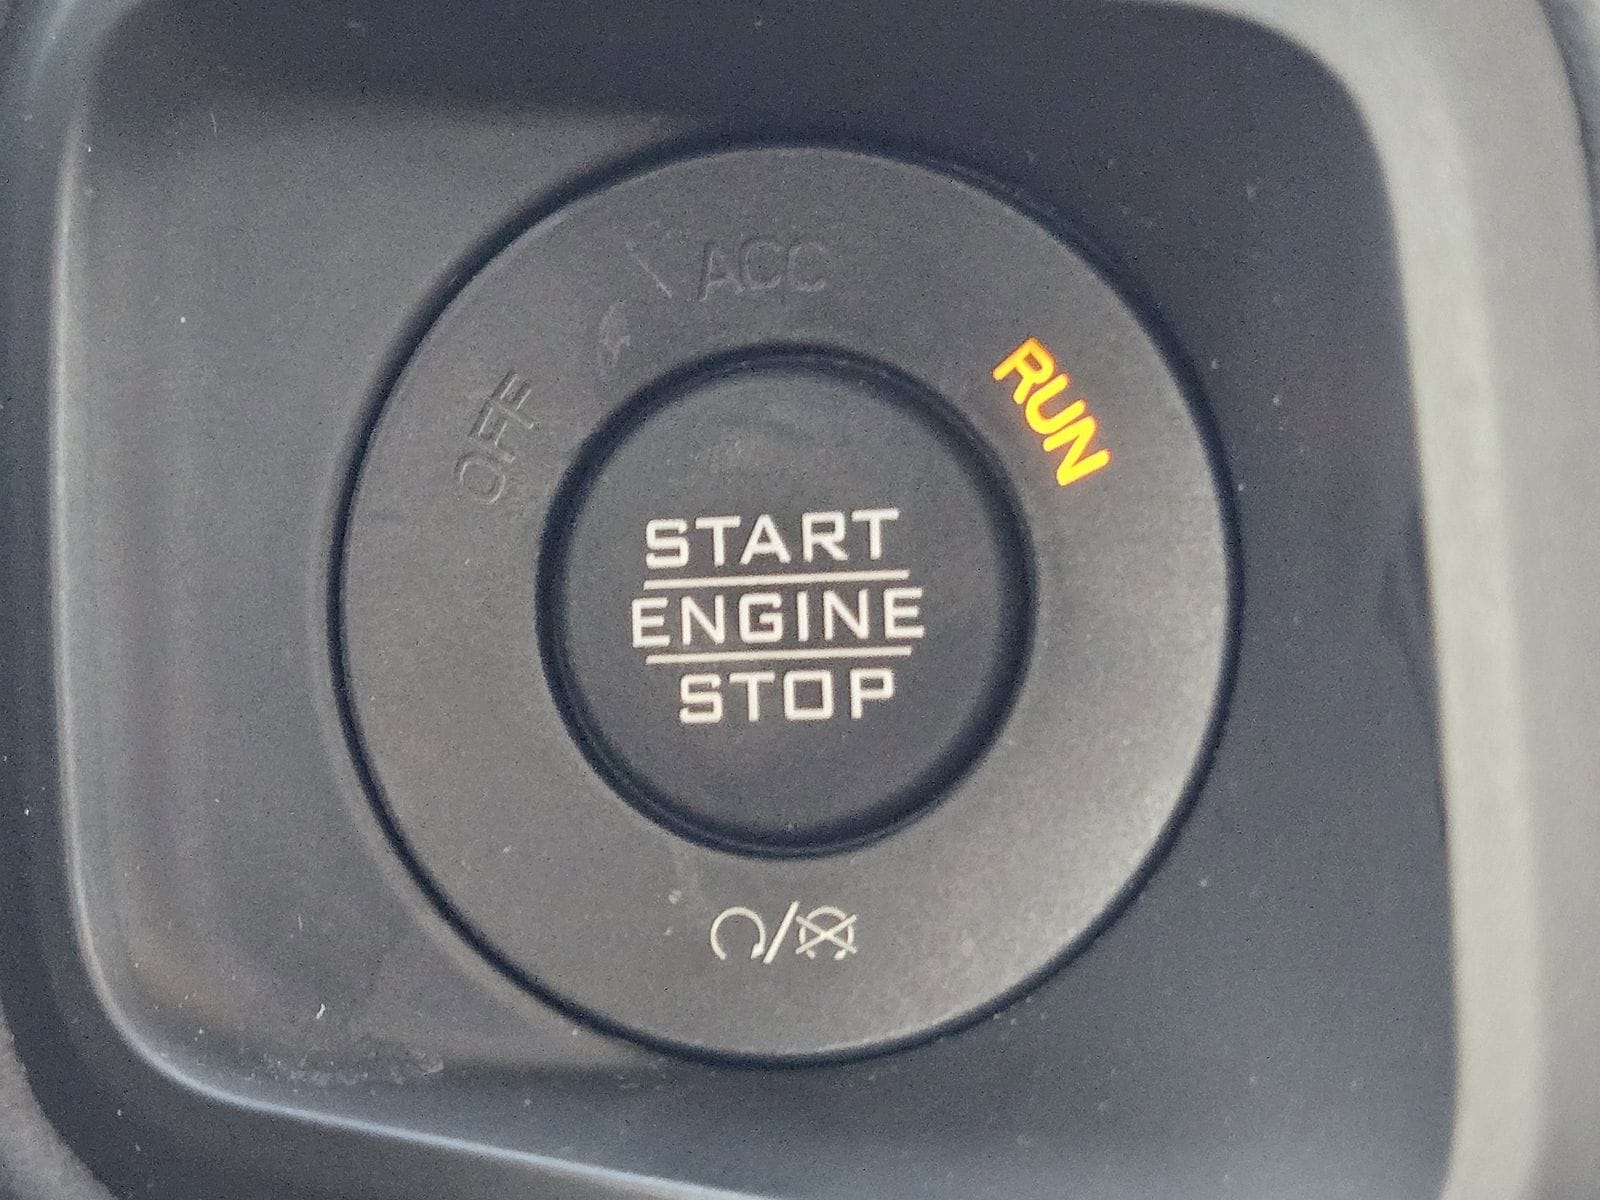 ACC
OFF
RUN
START
ENGINE
STOP